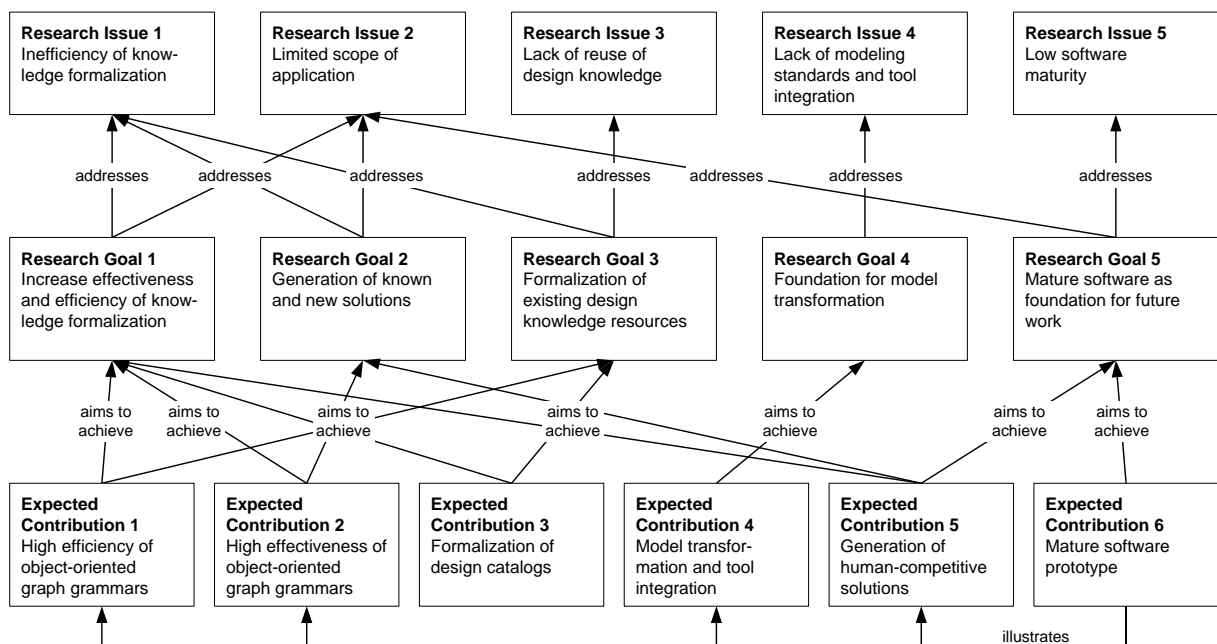 Research Issue 1
Inefficiency of know-
ledge formalization
Research Issue 2
Limited scope of
application
Research Issue 3
Lack of reuse of
design knowledge
Research Issue 4
Lack of modeling
standards and tool
integration
Research Issue 5
Low software
maturity
addresses
addresses
addresses
addresses
addresses
addresses
addresses
Research Goal 1
Increase effectiveness
and efficiency of know-
ledge formalization
Research Goal 2
Generation of known
and new solutions
Research Goal 3
Formalization of
existing design
knowledge resources
Research Goal 4
Foundation for model
transformation
Research Goal 5
Mature software as
foundation for future
work
aims to
achieve
aims to
achieve
aims to
achieve
aims to
achieve
aims to
achieve
aims to
achieve
aims to
achieve
Expected
Contribution 1
High efficiency of
object-oriented
graph grammars
Expected
Contribution 2
High effectiveness of
object-oriented
graph grammars
Expected
Contribution 3
Formalization of
design catalogs
Expected
Contribution 4
Model transfor-
mation and tool
integration
Expected
Contribution 5
Generation of
human-competitive
solutions
Expected
Contribution 6
Mature software
prototype
illustrates